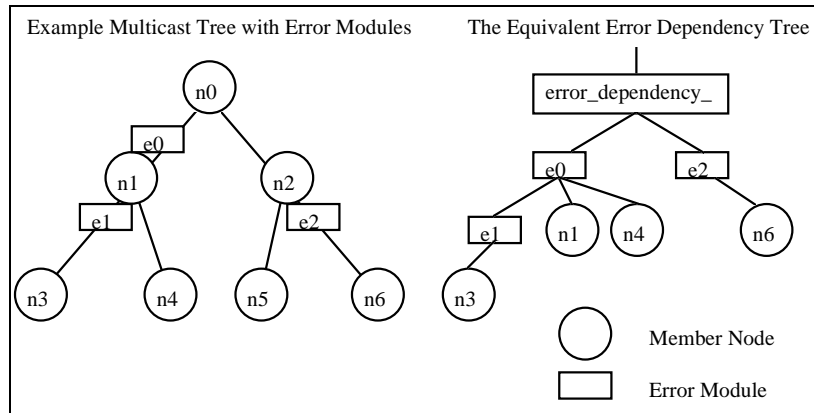 Example Multicast Tree with Error Modules
The Equivalent Error Dependency Tree
n0
e0
n1
n2
e1
e2
n3
n4
n5
n6
error_dependency_
e0
e2
e1
n1
n4
n6
n3
Member Node
Error Module